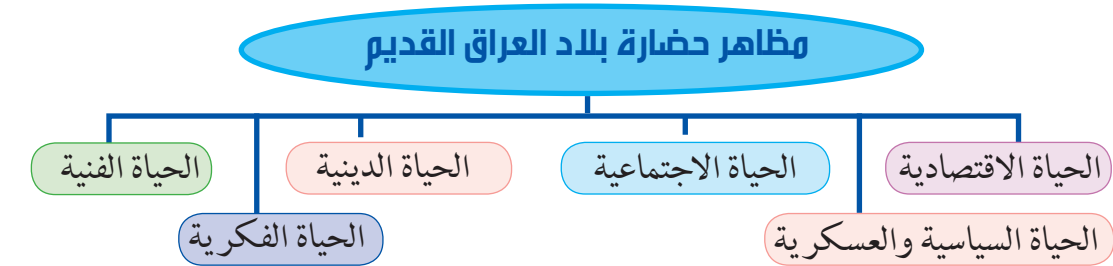 مظاهر حضارة بلاد العراق القديم
الحياة الاقتصادية
الحياة الاجتماعية
الحياة الدينية
الحياة الفنية
الحياة السياسية والعسكرية
الحياة الفكرية